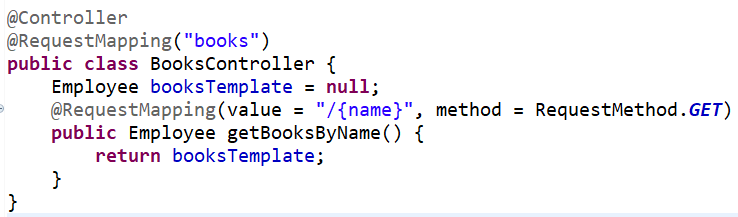 @Controller
@RequestMapping("books")
public class BooksController {
    Employee booksTemplate = null;
    @RequestMapping(value = "/{name}", method = RequestMethod.GET)
    public Employee getBooksByName() {
        return booksTemplate;
    }
}